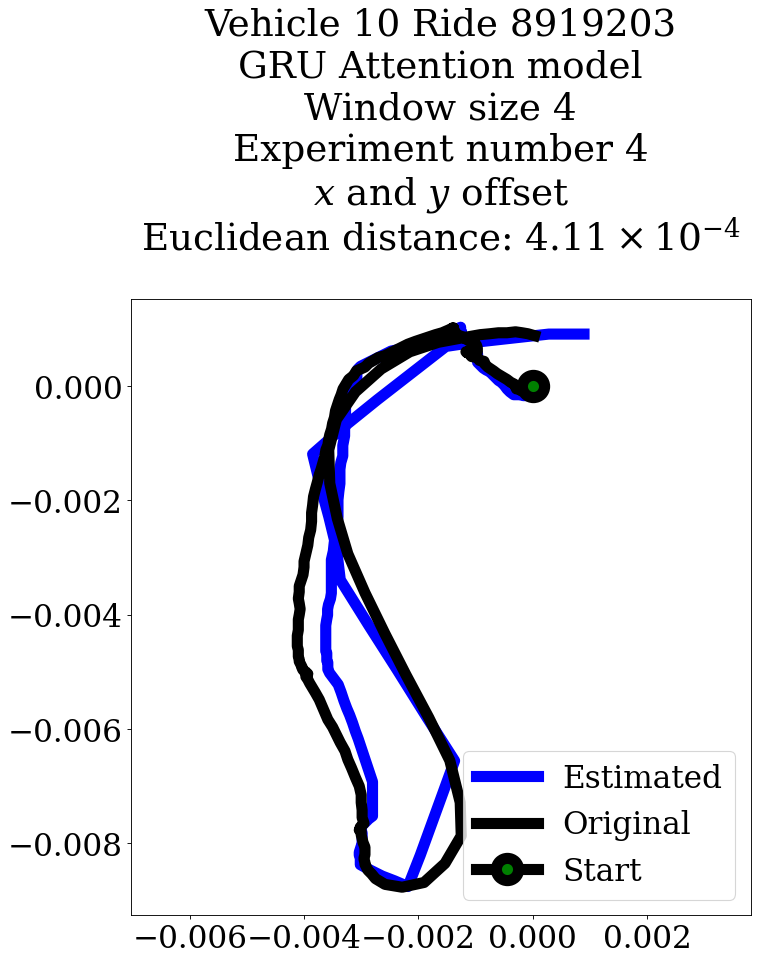 Vehicle 10 Ride 8919203
GRU Attention model
Window size 4
Experiment number 4
x and y offset
Euclidean distance: 4.11 × 10⁻⁴
0.000
−0.002
−0.004
−0.006
−0.008
Estimated
Original
Start
−0.006 −0.004 −0.002 0.000 0.002